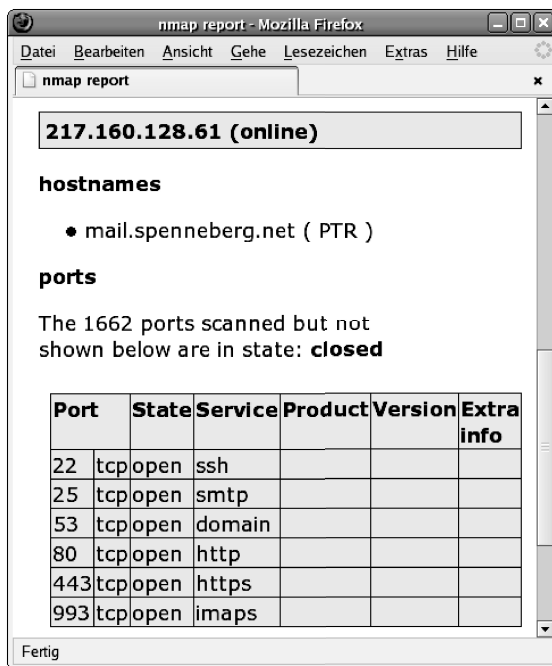 nmap report - Mozilla Firefox
Datei Bearbeiten Ansicht Gehe Lesezeichen Extras Hilfe
nmap report
217.160.128.61 (online)
hostnames
• mail.spenneberg.net ( PTR )
ports
The 1662 ports scanned but not
shown below are in state: closed
Port State Service Product Version Extra info
22 tcp open ssh
25 tcp open smtp
53 tcp open domain
80 tcp open http
443 tcp open https
993 tcp open imaps
Fertig